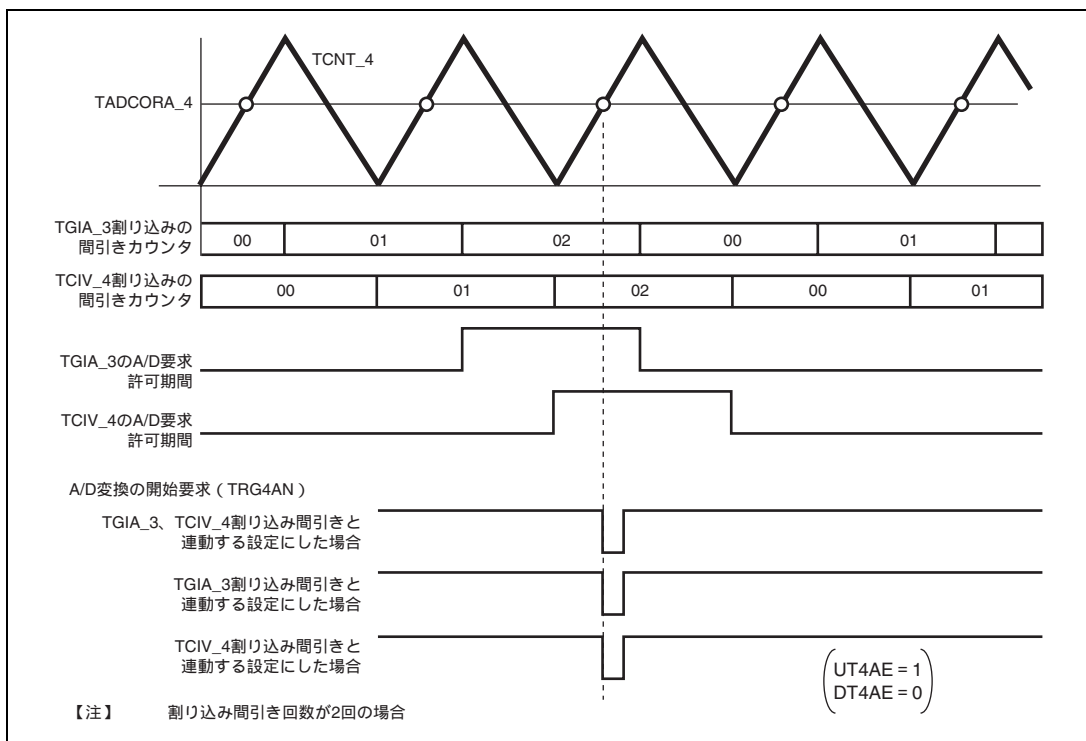 TCNT_4
TADCORA_4
TGIA_3割り込みの
間引きカウンタ
00 01 02 00 01
TCIV_4割り込みの
間引きカウンタ
00 01 02 00 01
TGIA_3のA/D要求
許可期間
TCIV_4のA/D要求
許可期間
A/D変換の開始要求（TRG4AN）
TGIA_3、TCIV_4割り込み間引きと
連動する設定にした場合
TGIA_3割り込み間引きと
連動する設定にした場合
TCIV_4割り込み間引きと
連動する設定にした場合
UT4AE = 1
DT4AE = 0
【注】 割り込み間引き回数が2回の場合